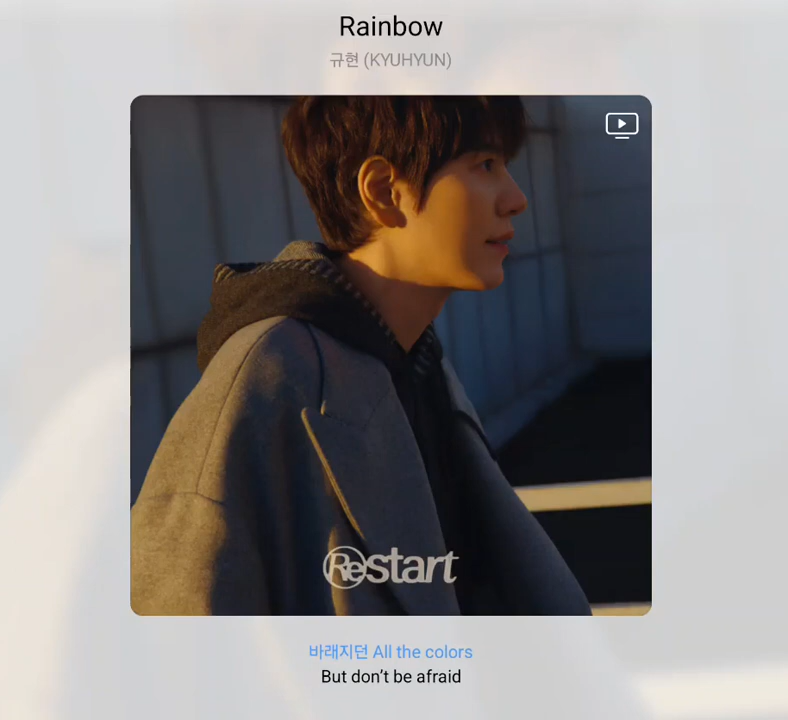 Rainbow
규현 (KYUHYUN)
Restart
바래지던 All the colors
But don’t be afraid